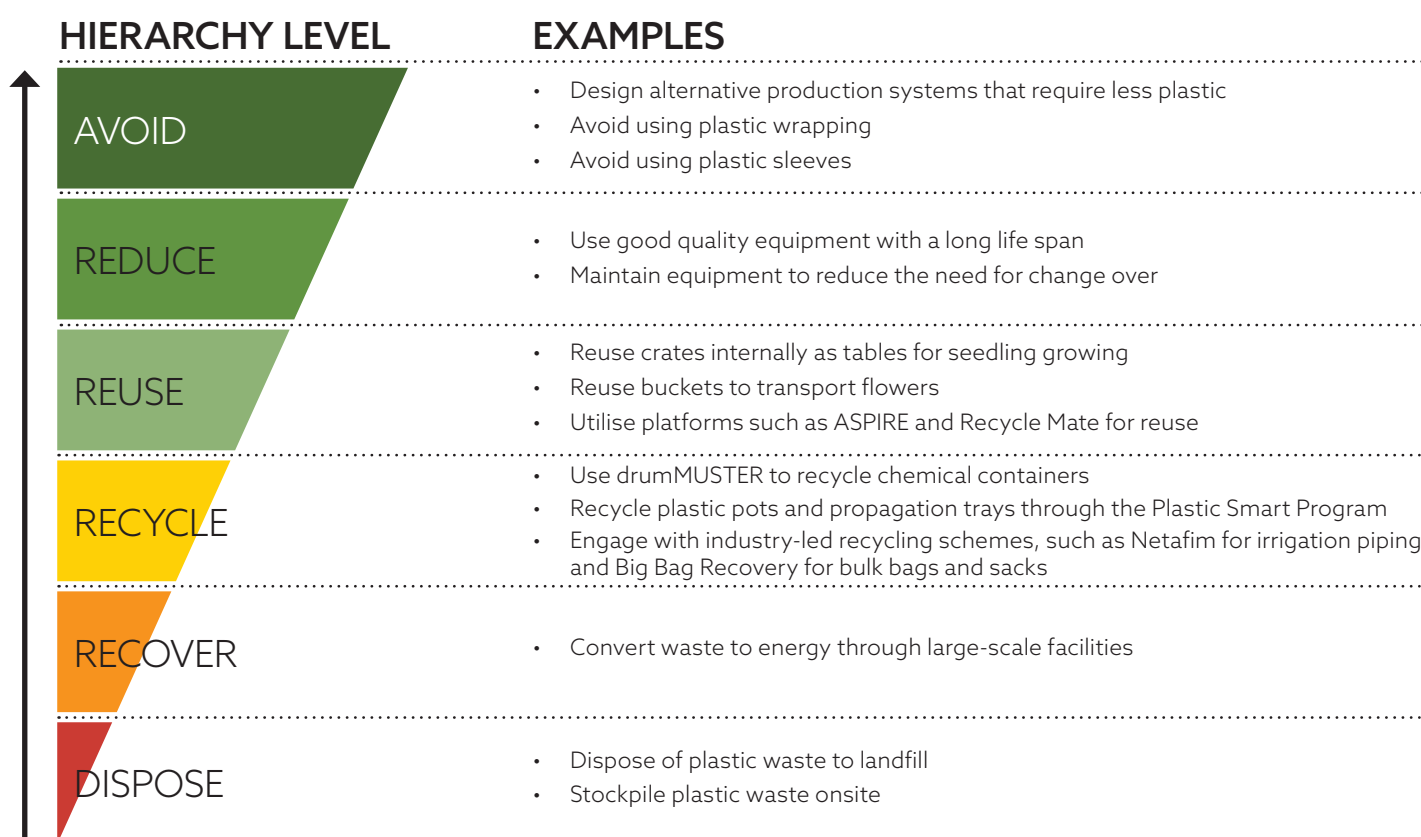 HIERARCHY LEVEL EXAMPLES
AVOID
• Design alternative production systems that require less plastic
• Avoid using plastic wrapping
• Avoid using plastic sleeves
REDUCE
• Use good quality equipment with a long life span
• Maintain equipment to reduce the need for change over
REUSE
• Reuse crates internally as tables for seedling growing
• Reuse buckets to transport flowers
• Utilise platforms such as ASPIRE and Recycle Mate for reuse
RECYCLE
• Use drumMUSTER to recycle chemical containers
• Recycle plastic pots and propagation trays through the Plastic Smart Program
• Engage with industry-led recycling schemes, such as Netafim for irrigation piping
and Big Bag Recovery for bulk bags and sacks
RECOVER
• Convert waste to energy through large-scale facilities
DISPOSE
• Dispose of plastic waste to landfill
• Stockpile plastic waste onsite